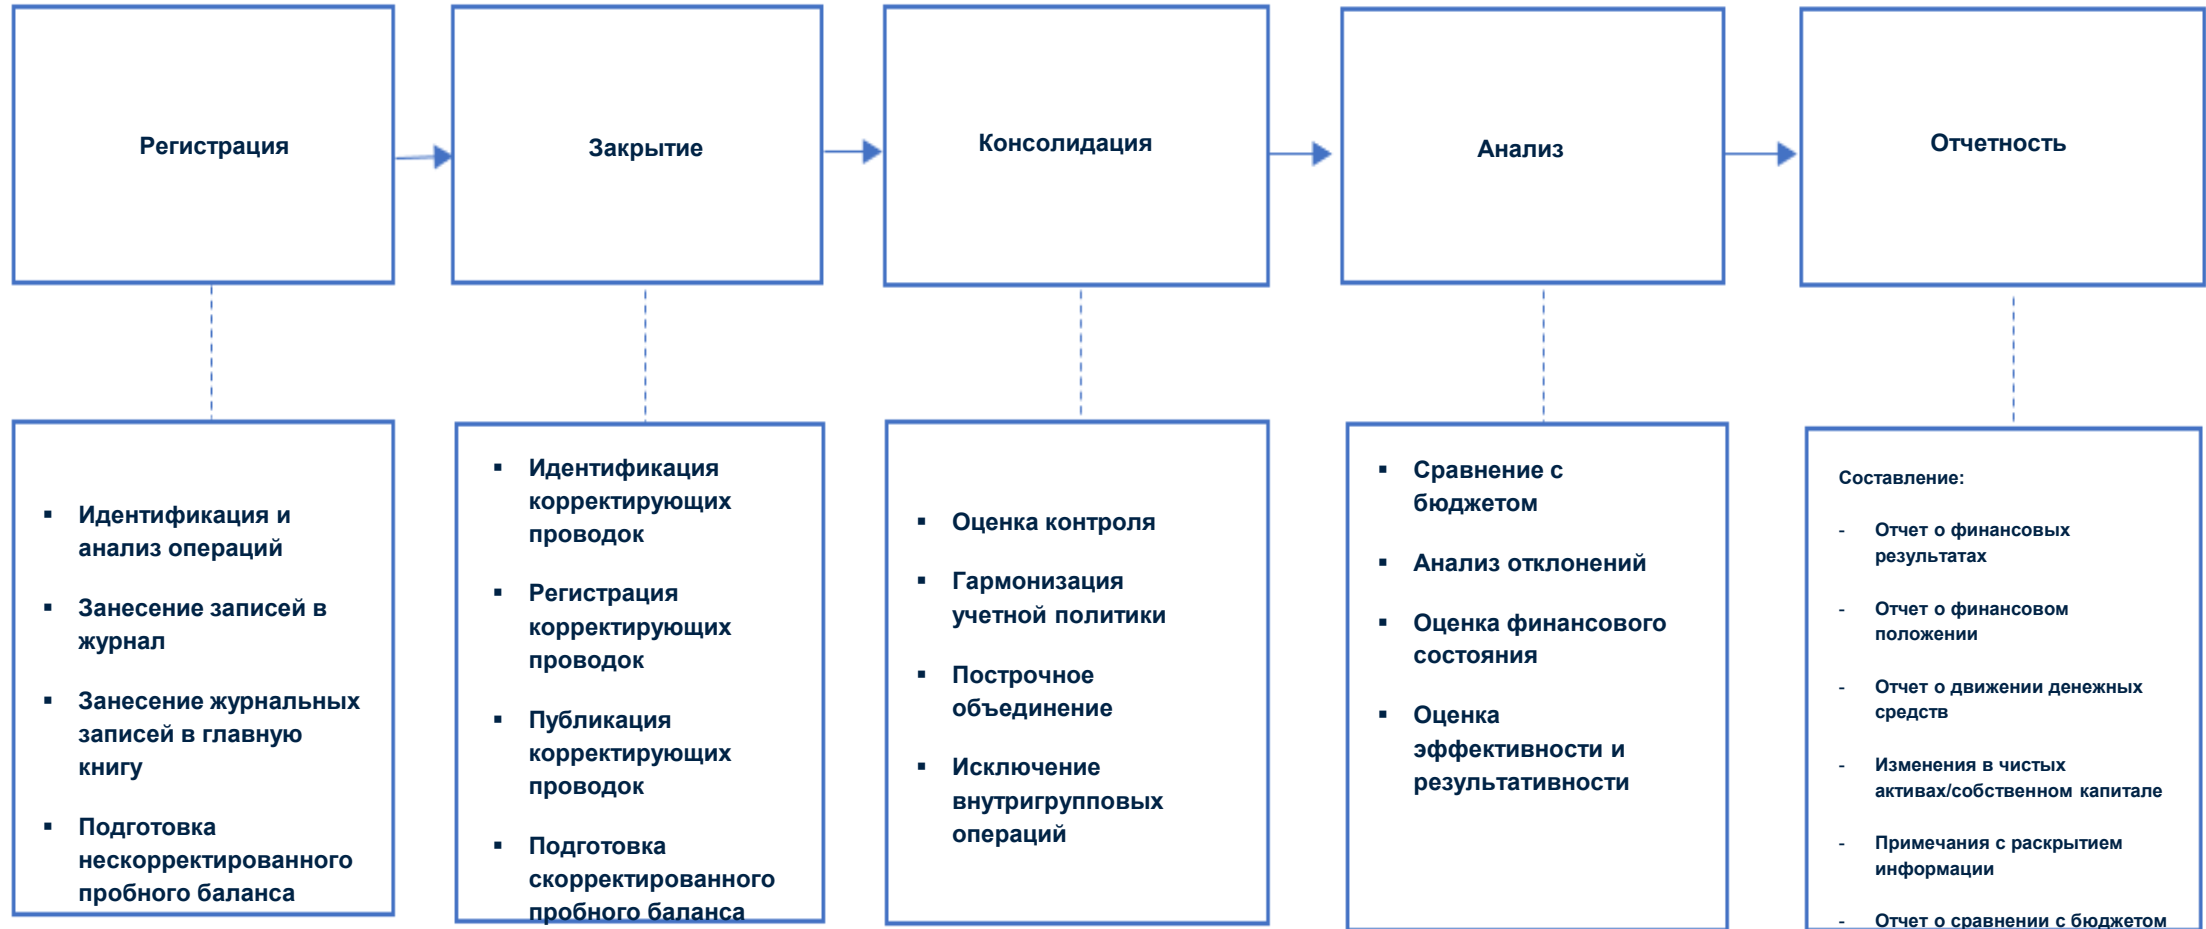 Регистрация
Закрытие
Консолидация
Анализ
Отчетность
▪ Идентификация и
анализ операций
▪ Занесение записей в
журнал
▪ Занесение журнальных
записей в главную
книгу
▪ Подготовка
нескорректированного
пробного баланса
▪ Идентификация
корректирующих
проводок
▪ Регистрация
корректирующих
проводок
▪ Публикация
корректирующих
проводок
▪ Подготовка
скорректированного
пробного баланса
▪ Оценка контроля
▪ Гармонизация
учетной политики
▪ Построчное
объединение
▪ Исключение
внутригрупповых
операций
▪ Сравнение с
бюджетом
▪ Анализ отклонений
▪ Оценка финансового
состояния
▪ Оценка
эффективности и
результативности
Составление:
- Отчет о финансовых
результатах
- Отчет о финансовом
положении
- Отчет о движении денежных
средств
- Изменения в чистых
активах/собственном капитале
- Примечания с раскрытием
информации
- Отчет о сравнении с бюджетом